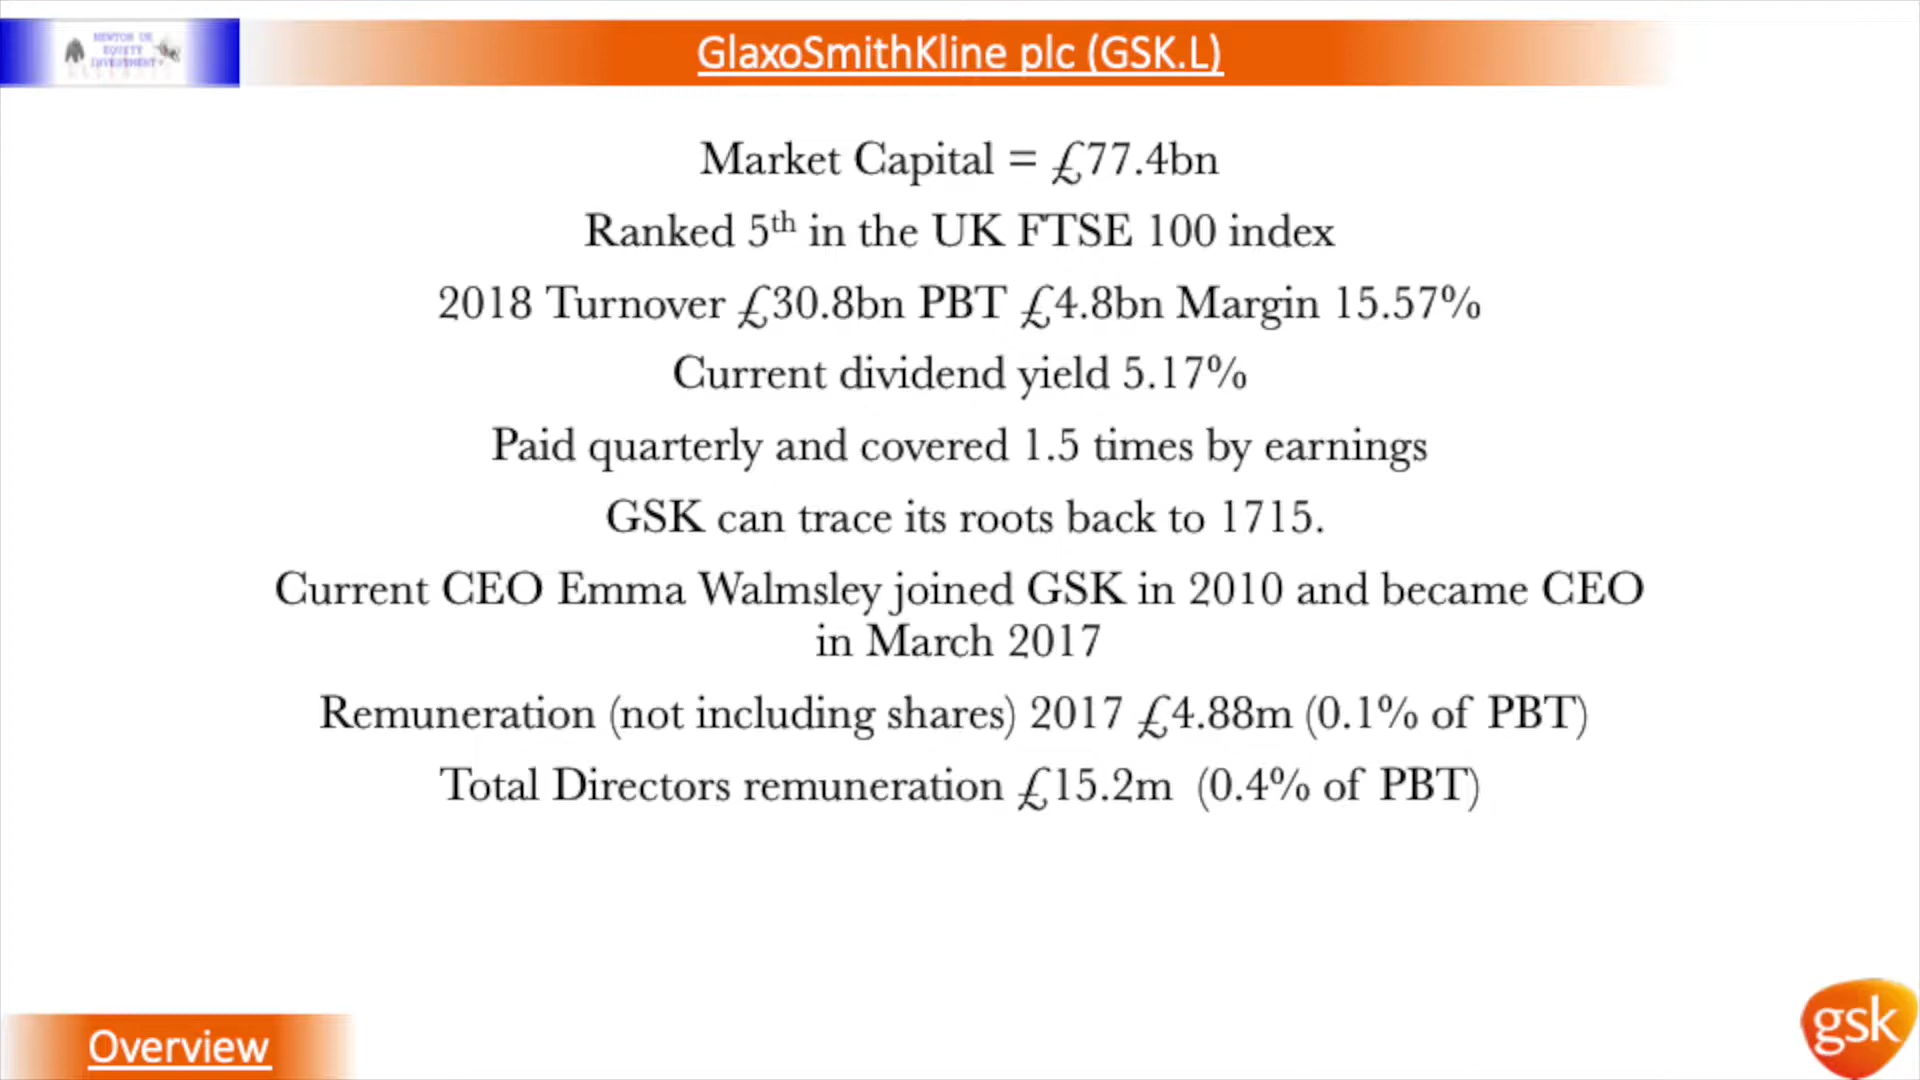 NEWTON UK
EQUITY
INVESTMENT
GlaxoSmithKline plc (GSK.L)
Market Capital = £77.4bn
Ranked 5th in the UK FTSE 100 index
2018 Turnover £30.8bn PBT £4.8bn Margin 15.57%
Current dividend yield 5.17%
Paid quarterly and covered 1.5 times by earnings
GSK can trace its roots back to 1715.
Current CEO Emma Walmsley joined GSK in 2010 and became CEO
in March 2017
Remuneration (not including shares) 2017 £4.88m (0.1% of PBT)
Total Directors remuneration £15.2m (0.4% of PBT)
Overview
gsk